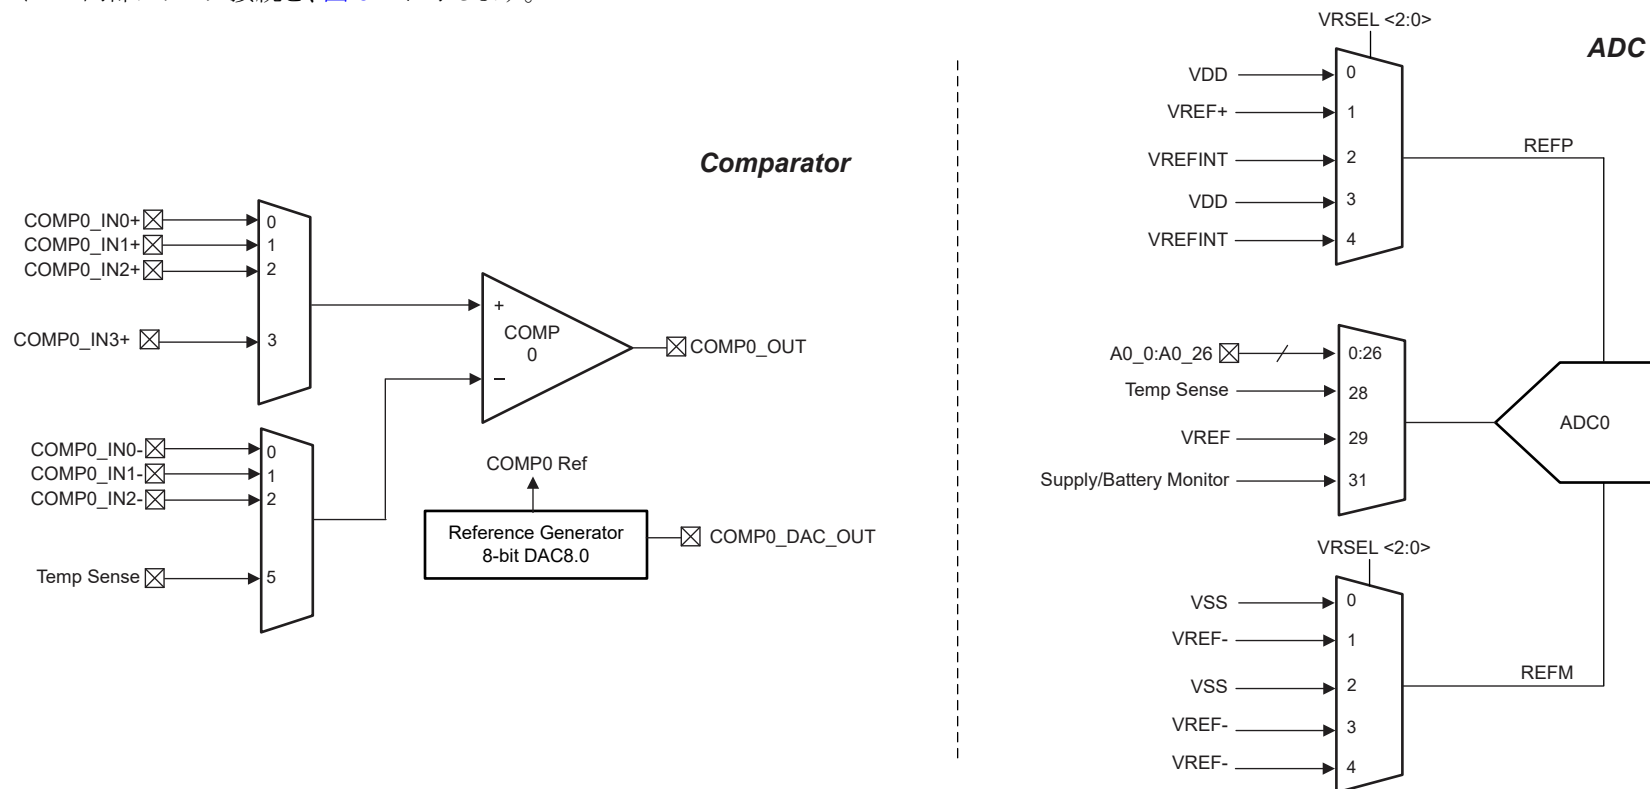 VRSEL <2:0>
ADC
VDD
0
VREF+
1
VREFINT
2
VDD
3
VREFINT
4
REFP
Comparator
COMP0_IN0+
0
COMP0_IN1+
1
COMP0_IN2+
2
COMP0_IN3+
3
+
COMP
0
−
COMP0_OUT
COMP0_IN0-
0
COMP0_IN1-
1
COMP0_IN2-
2
Temp Sense
5
COMP0 Ref
Reference Generator
8-bit DAC8.0
COMP0_DAC_OUT
A0_0:A0_26
0:26
Temp Sense
28
VREF
29
Supply/Battery Monitor
31
ADC0
VRSEL <2:0>
VSS
0
VREF-
1
VSS
2
VREF-
3
VREF-
4
REFM